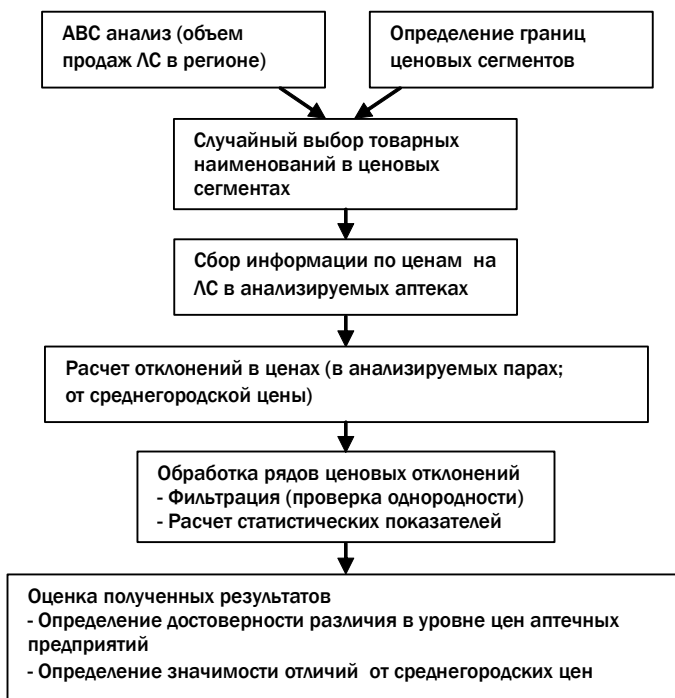 АВС анализ (объем
продаж ЛС в регионе)
Определение границ
ценовых сегментов
Случайный выбор товарных
наименований в ценовых
сегментах
Сбор информации по ценам на
ЛС в анализируемых аптеках
Расчет отклонений в ценах (в анализируемых парах;
от среднегородской цены)
Обработка рядов ценовых отклонений
- Фильтрация (проверка однородности)
- Расчет статистических показателей
Оценка полученных результатов
- Определение достоверности различия в уровне цен аптечных
предприятий
- Определение значимости отличий от среднегородских цен